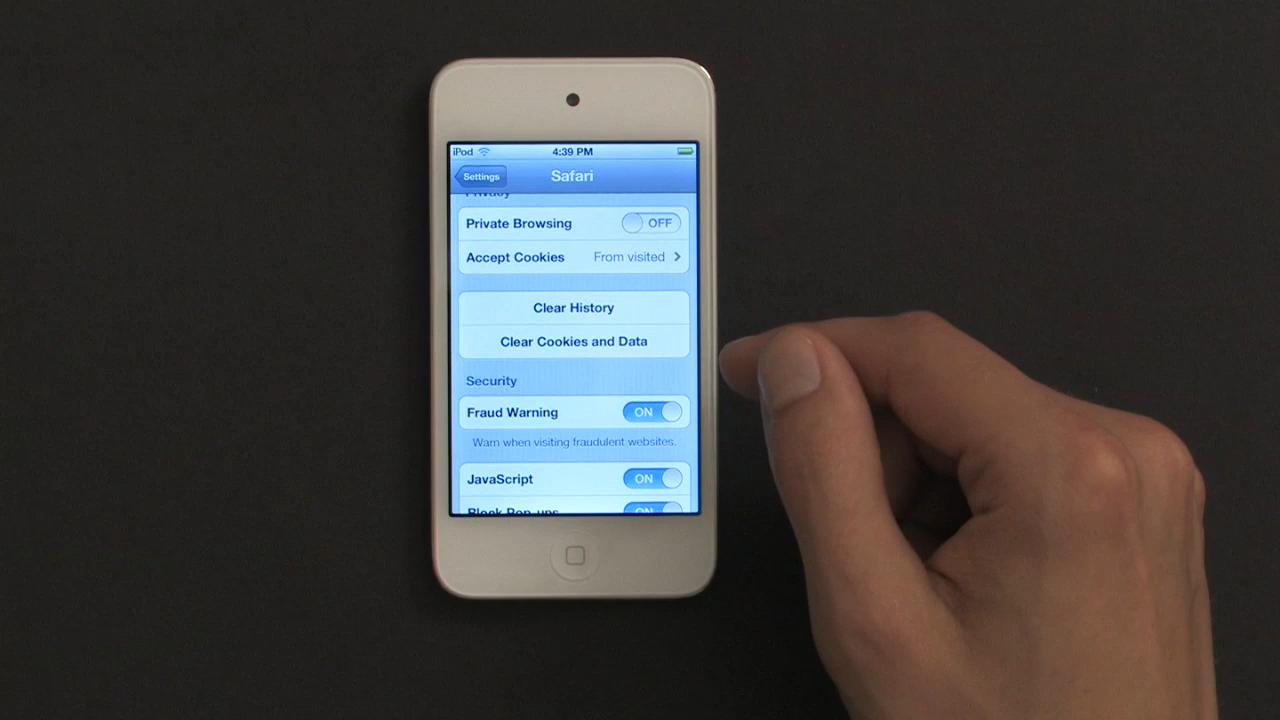 iPod 4:39 PM
Settings Safari
Privacy
Private Browsing OFF
Accept Cookies From visited
Clear History
Clear Cookies and Data
Security
Fraud Warning ON
Warn when visiting fraudulent websites.
JavaScript ON
Block Pop-ups ON